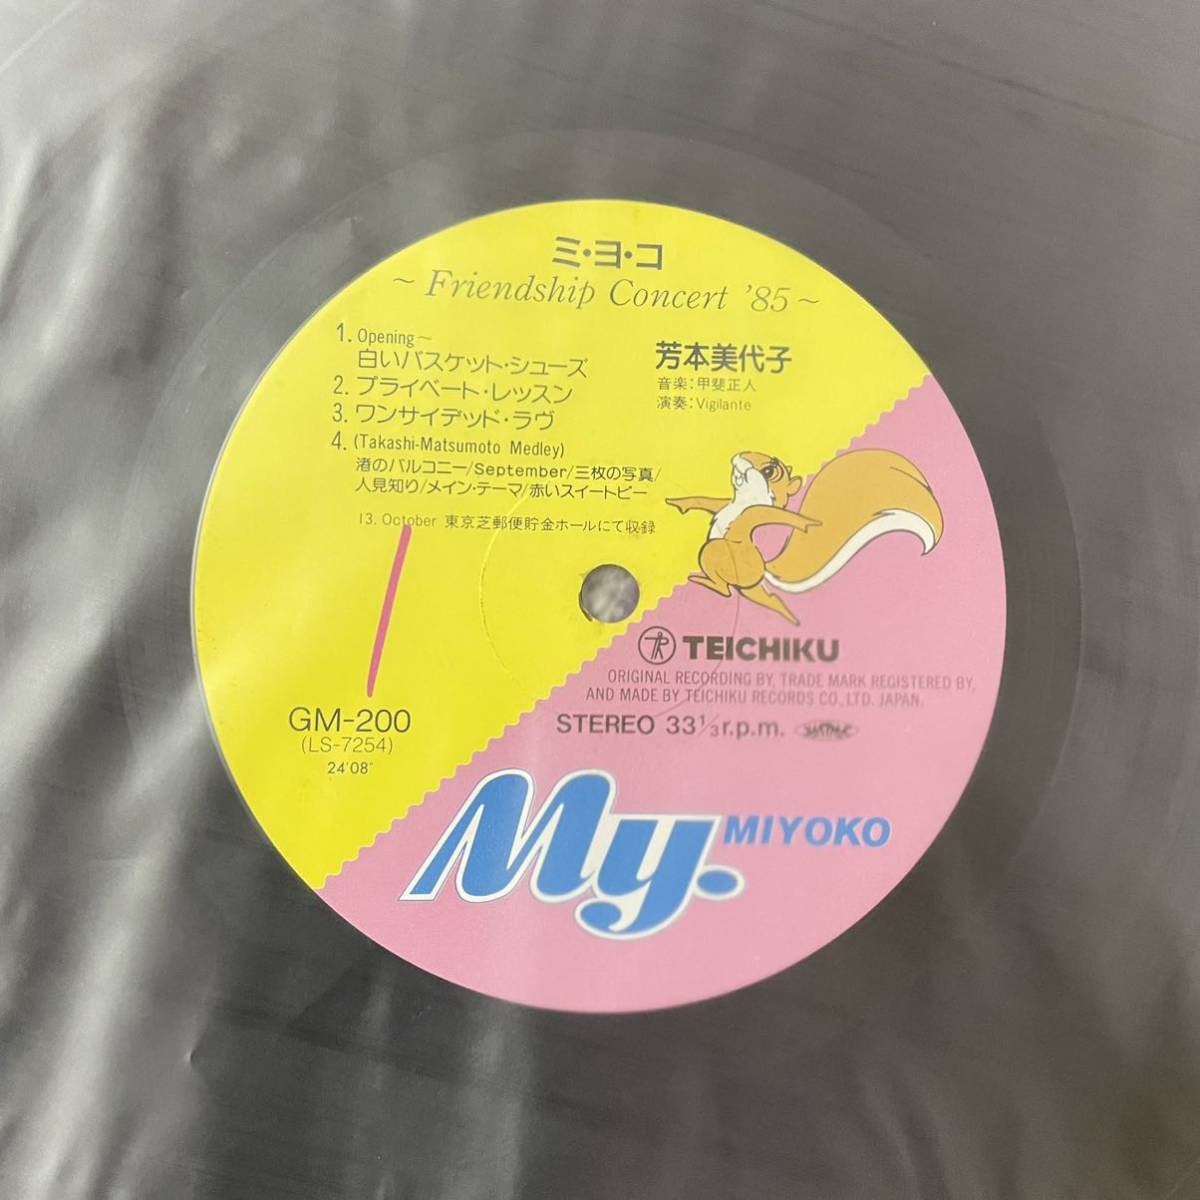 ミ・ヨ・コ
~ Friendship Concert '85 ~
1. Opening~
白いバスケット・シューズ
2. プライベート・レッスン
3. ワンサイデッド・ラヴ
4. (Takashi-Matsumoto Medley)
渚のバルコニー/September/三枚の写真/
人見知り/メイン・テーマ/赤いスイートピー
13. October 東京芝郵便貯金ホールにて収録
芳本美代子
音楽:甲斐正人
演奏:Vigilante
1
GM-200
(LS-7254)
24'08"
TEICHIKU
ORIGINAL RECORDING BY, TRADE MARK REGISTERED BY,
AND MADE BY TEICHIKU RECORDS CO., LTD. JAPAN.
STEREO 33 1/3 r.p.m.
My.
MIYOKO